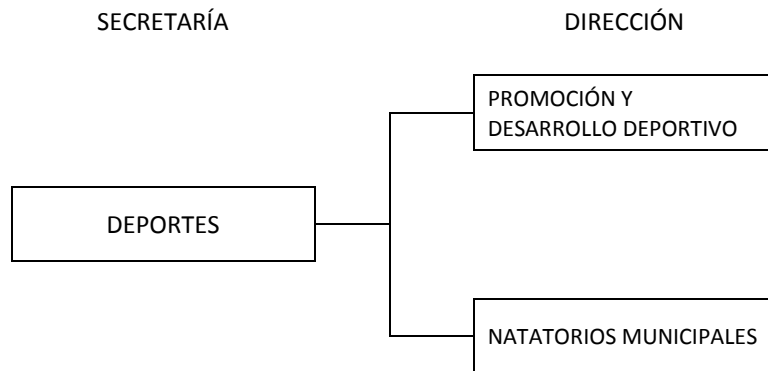 SECRETARÍA
DIRECCIÓN
PROMOCIÓN Y
DESARROLLO DEPORTIVO
DEPORTES
NATATORIOS MUNICIPALES